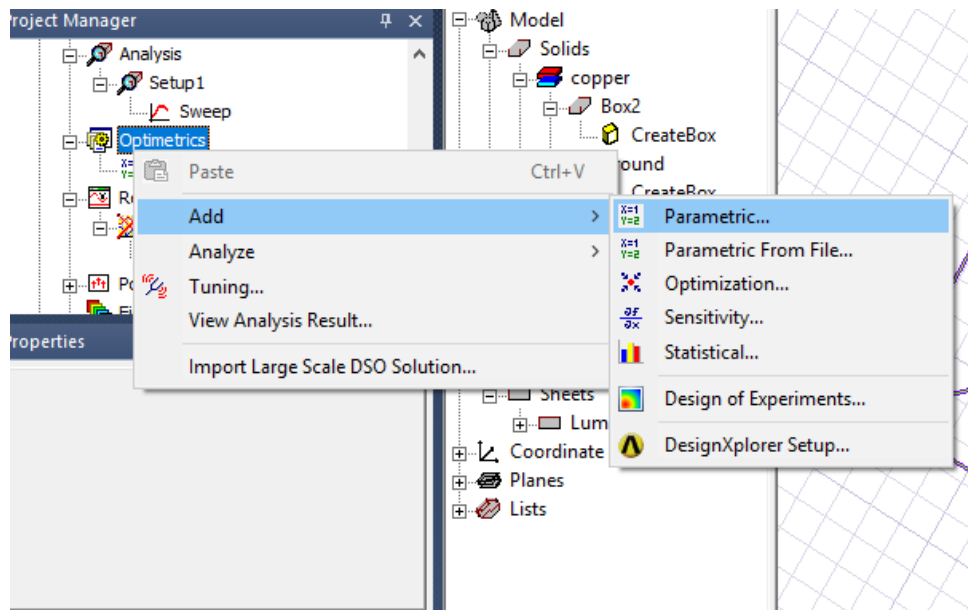 Project Manager
Analysis
Setup1
Sweep
Optimetrics
Paste Ctrl+V
Add
Analyze
Tuning...
View Analysis Result...
Import Large Scale DSO Solution...
Properties
Model
Solids
copper
Box2
CreateBox
round
CreateBox
Parametric...
Parametric From File...
Optimization...
Sensitivity...
Statistical...
Design of Experiments...
DesignXplorer Setup...
Sheets
Lum
Coordinate
Planes
Lists